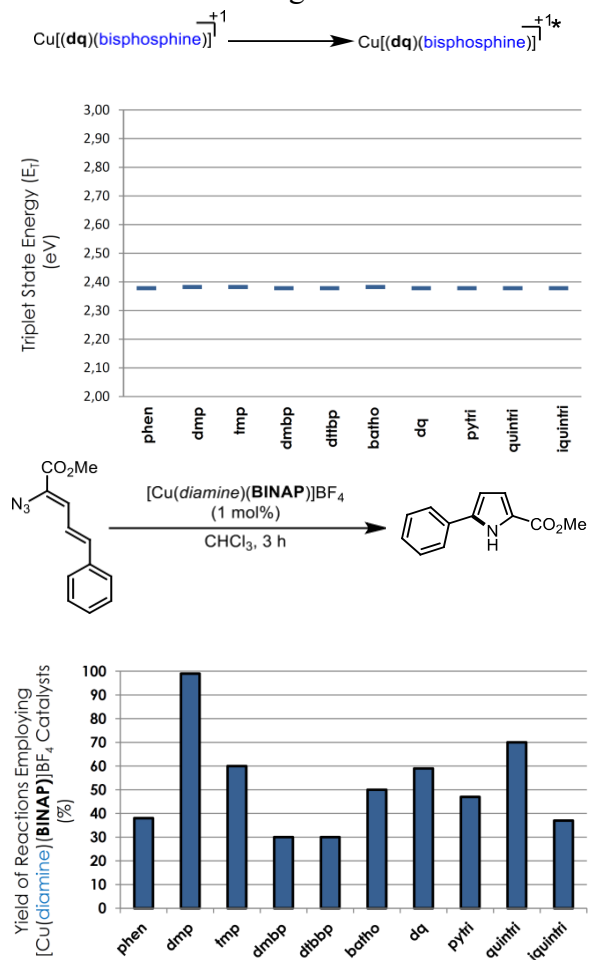 Cu[(dq)(bisphosphine)]⁺¹ Cu[(dq)(bisphosphine)]⁺¹*
Triplet State Energy (E_T)
(eV)
3,00
2,90
2,80
2,70
2,60
2,50
2,40
2,30
2,20
2,10
2,00
phen dmp tmp dmbp dtbbp batho dq pytri quintri iquintri
CO₂Me
N₃
[Cu(diamine)(BINAP)]BF₄
(1 mol%)
CHCl₃, 3 h
N
H
CO₂Me
Yield of Reactions Employing
[Cu(diamine)(BINAP)]BF₄ Catalysts
(%)
100
90
80
70
60
50
40
30
20
10
0
phen dmp tmp dmbp dtbbp batho dq pytri quintri iquintri